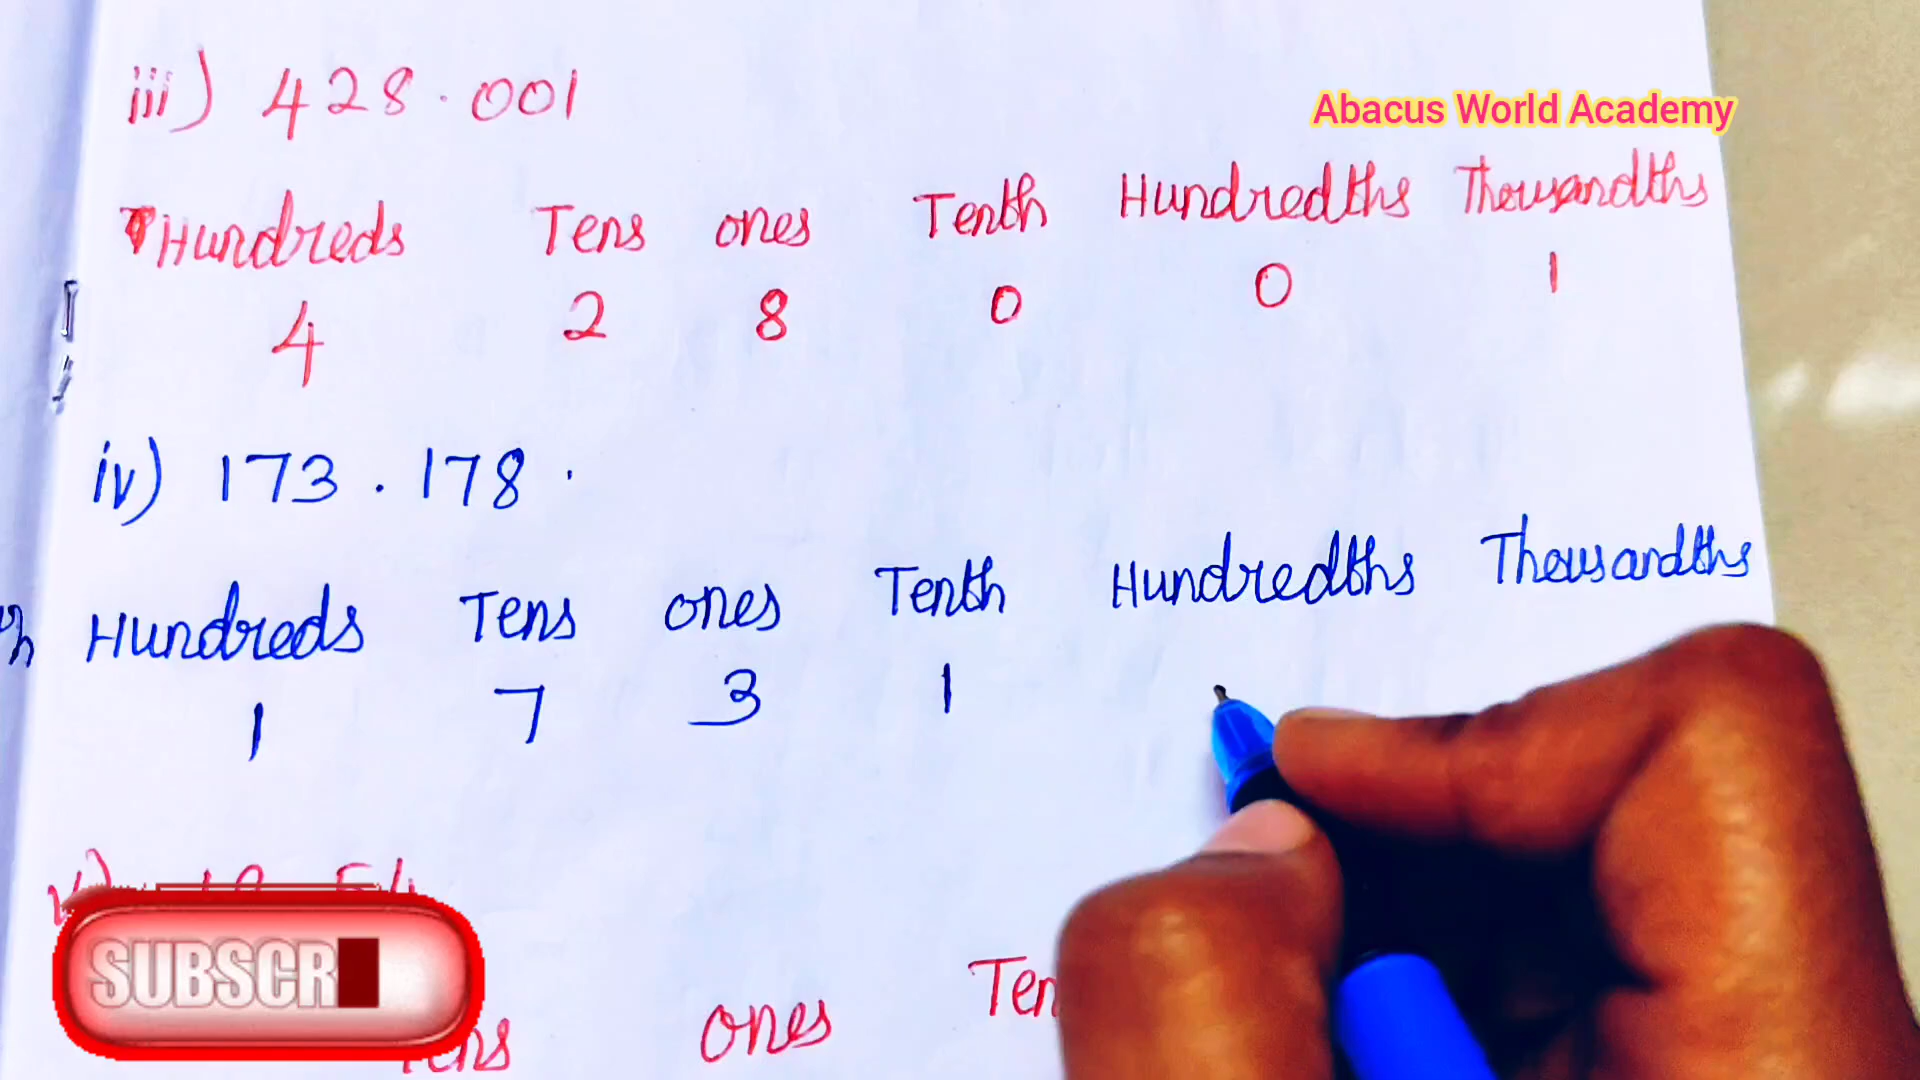 iii) 428.001
Abacus World Academy
Hundreds Tens ones Tenth Hundredths Thousandths
4 2 8 0 0 1
iv) 173.178.
Hundreds Tens ones Tenth Hundredths Thousandths
1 7 3 1
SUBSCR
ones Ten